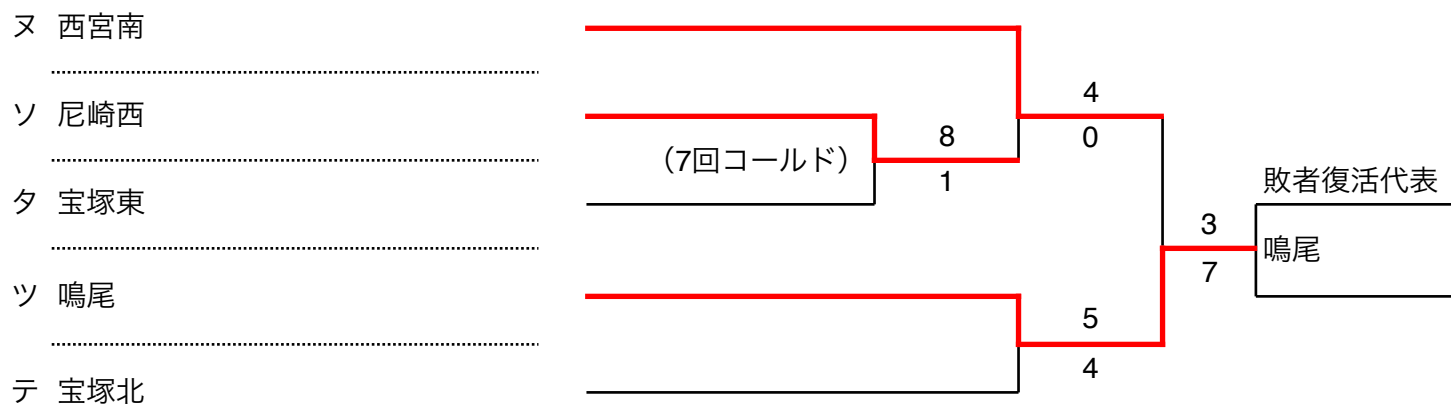 ヌ 西宮南
ソ 尼崎西
タ 宝塚東
ツ 鳴尾
テ 宝塚北
（7回コールド）
8
1
4
0
5
4
3
7
敗者復活代表
鳴尾